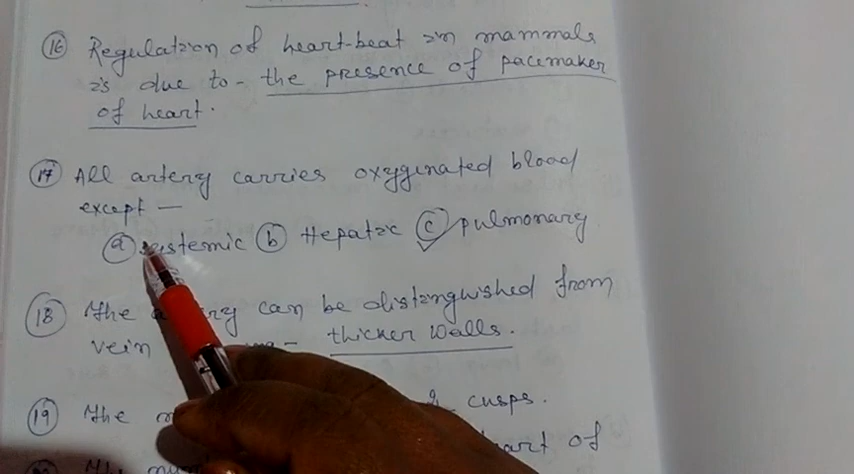 (16) Regulation of heart-beat in mammals
is due to - the presence of pacemaker
of heart.
(17) All artery carries oxyginated blood
except —
(a) systemic (b) Hepatic (c) pulmonary
(18) The can be distinguished from
vein - thicker walls.
(19) The cusps.
of